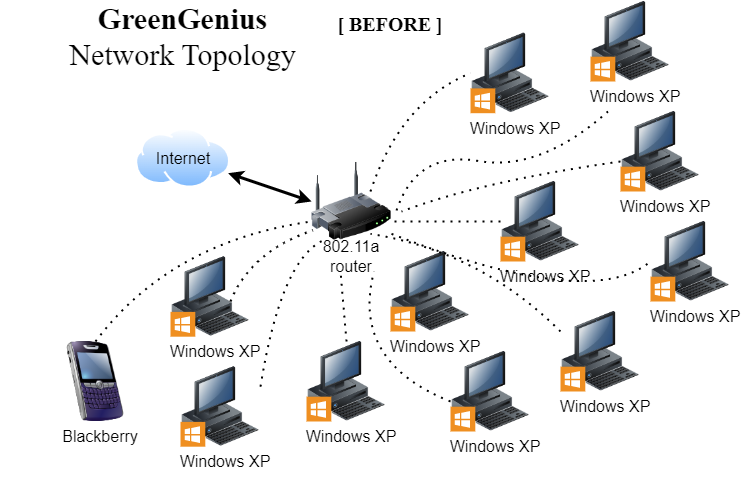 GreenGenius
[ BEFORE ]
Network Topology
Windows XP
Windows XP
Internet
Windows XP
802.11a
router
Windows XP
Windows XP
Windows XP
Windows XP
Windows XP
Blackberry
Windows XP
Windows XP
Windows XP